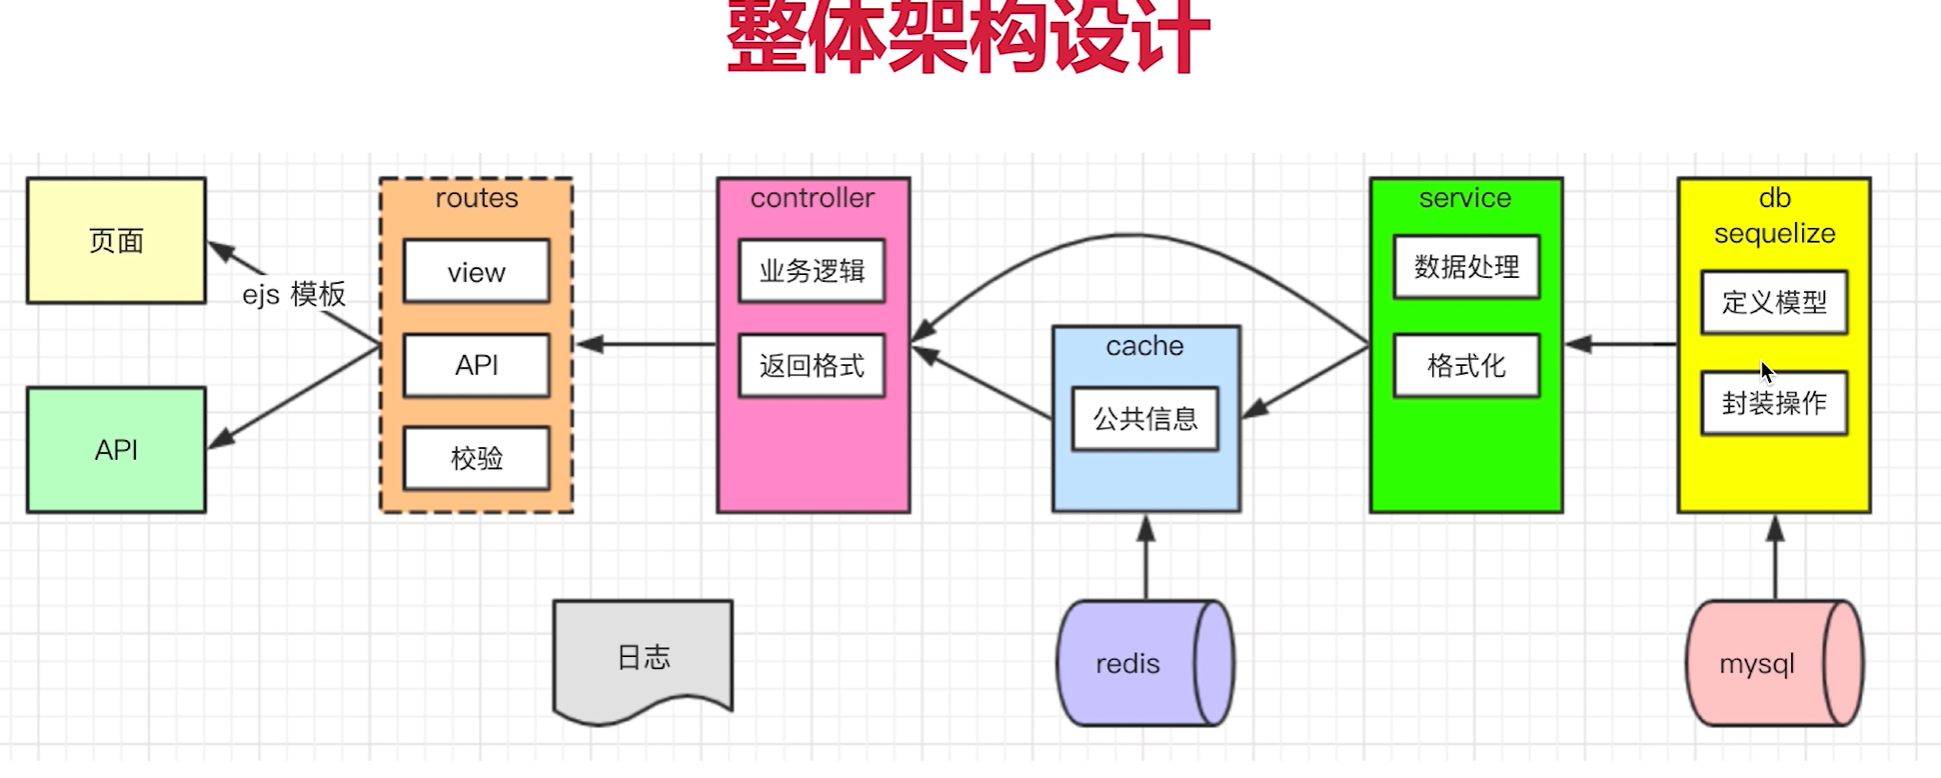 整体架构设计
页面
ejs 模板
API
routes
view
API
校验
controller
业务逻辑
返回格式
cache
公共信息
service
数据处理
格式化
db
sequelize
定义模型
封装操作
日志
redis
mysql